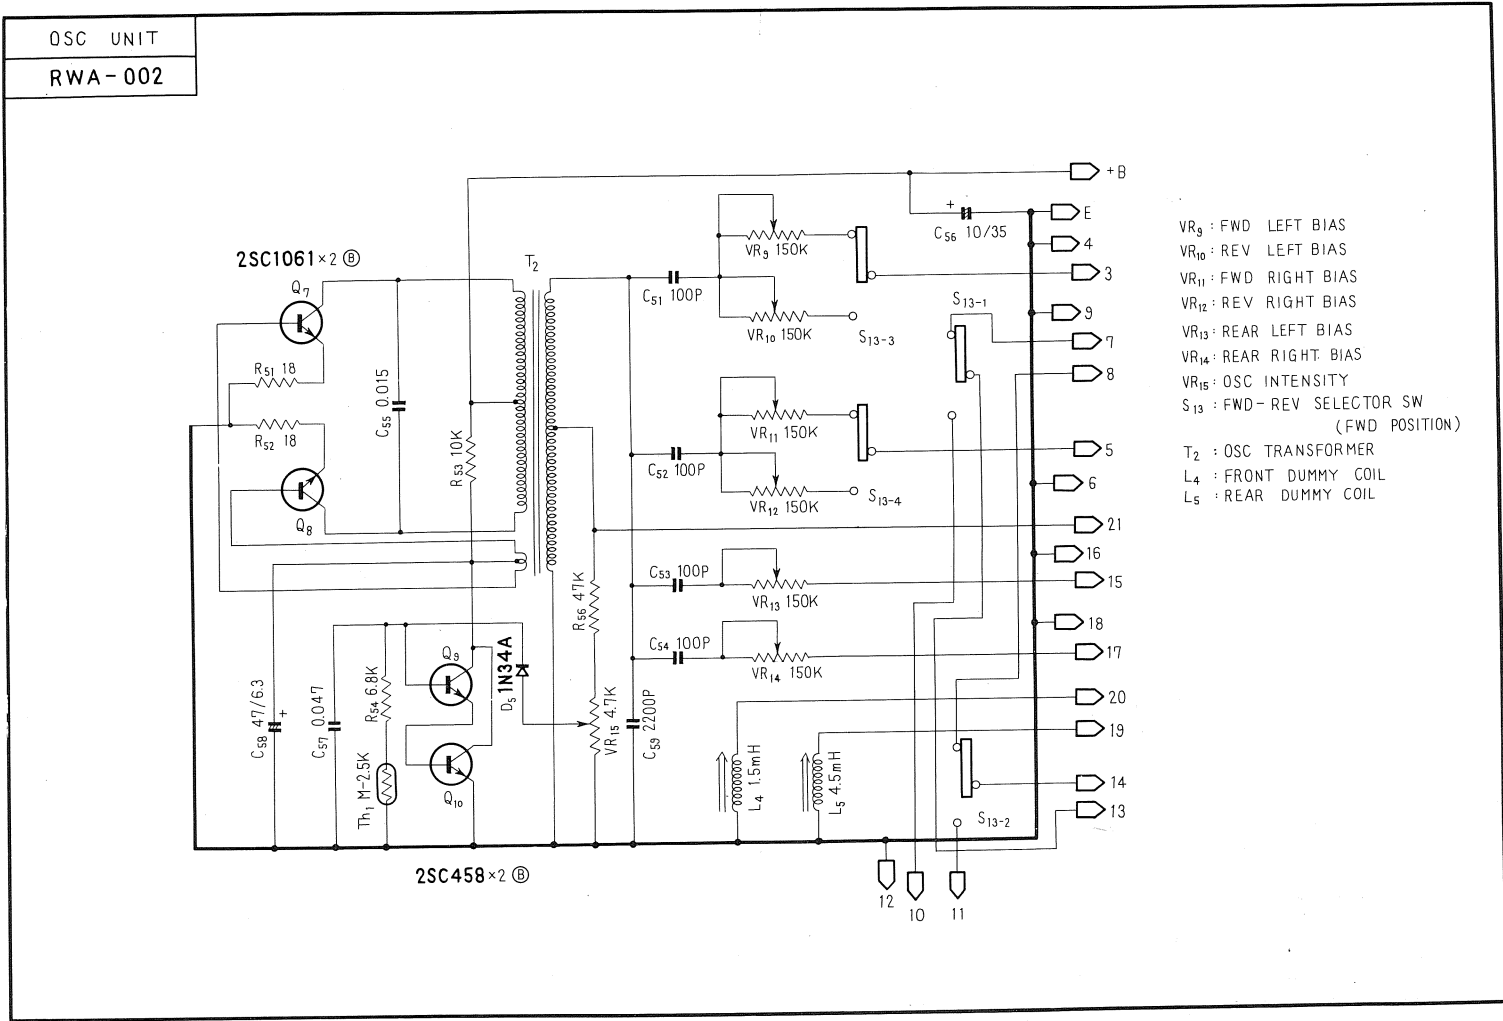 OSC UNIT
RWA-002
+B
E
C56 10/35
4
3
9
7
8
5
6
21
16
15
18
17
20
19
14
13
12
10
11
2SC1061×2 Ⓑ
Q7
R51 18
R52 18
Q8
C55 0.015
R53 10K
T2
C51 100P
VR9 150K
VR10 150K
S13-3
S13-1
C52 100P
VR11 150K
VR12 150K
S13-4
C53 100P
VR13 150K
C54 100P
VR14 150K
R56 47K
VR15 4.7K
C59 2200P
D5 1N34A
Q9
Q10
R54 6.8K
Th1 M-2.5K
C57 0.047
C58 47/6.3
+
+
L4 1.5mH
L5 4.5mH
S13-2
2SC458×2 Ⓑ
VR9 : FWD LEFT BIAS
VR10 : REV LEFT BIAS
VR11 : FWD RIGHT BIAS
VR12 : REV RIGHT BIAS
VR13 : REAR LEFT BIAS
VR14 : REAR RIGHT BIAS
VR15 : OSC INTENSITY
S13 : FWD-REV SELECTOR SW
(FWD POSITION)
T2 : OSC TRANSFORMER
L4 : FRONT DUMMY COIL
L5 : REAR DUMMY COIL